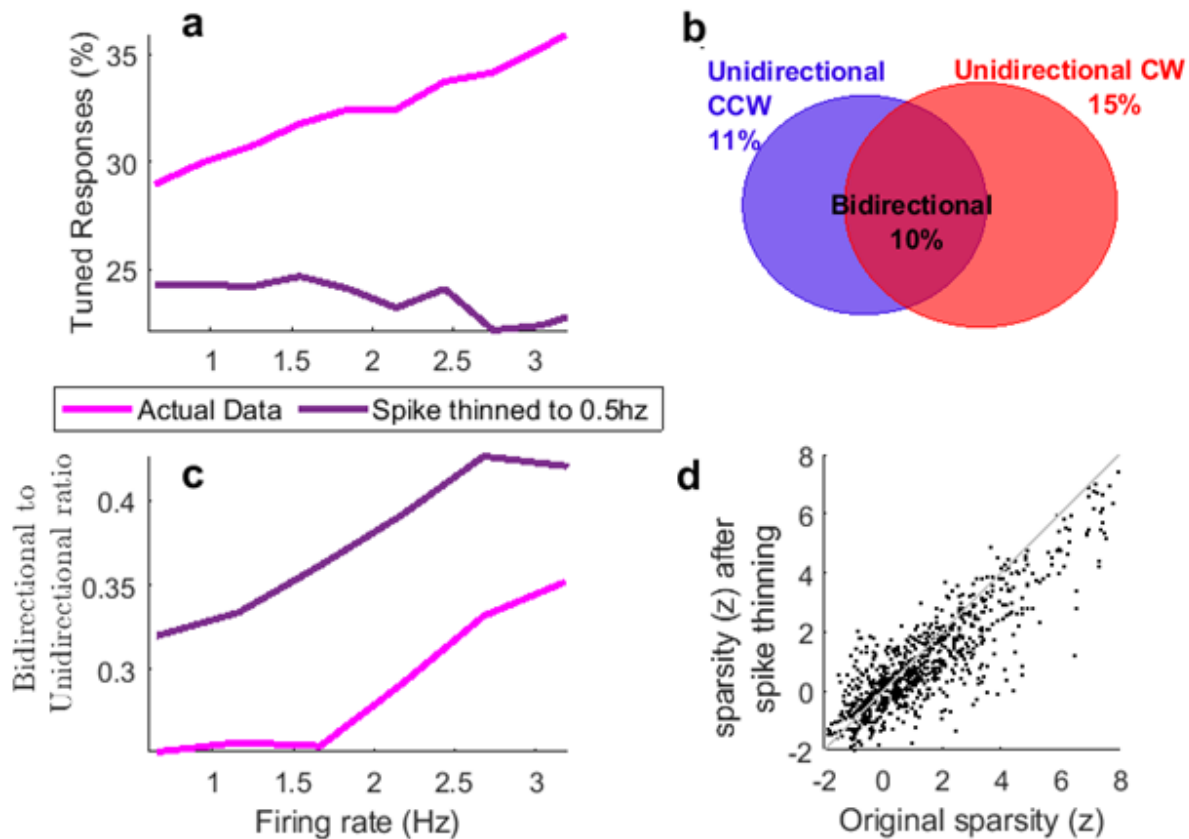 a
Tuned Responses (%)
35
30
25
1 1.5 2 2.5 3
b
Unidirectional
CCW
11%
Unidirectional CW
15%
Bidirectional
10%
Actual Data Spike thinned to 0.5hz
c
Bidirectional to
Unidirectional ratio
0.4
0.35
0.3
1 1.5 2 2.5 3
Firing rate (Hz)
d
sparsity (z) after
spike thinning
8
6
4
2
0
-2
-2 0 2 4 6 8
Original sparsity (z)